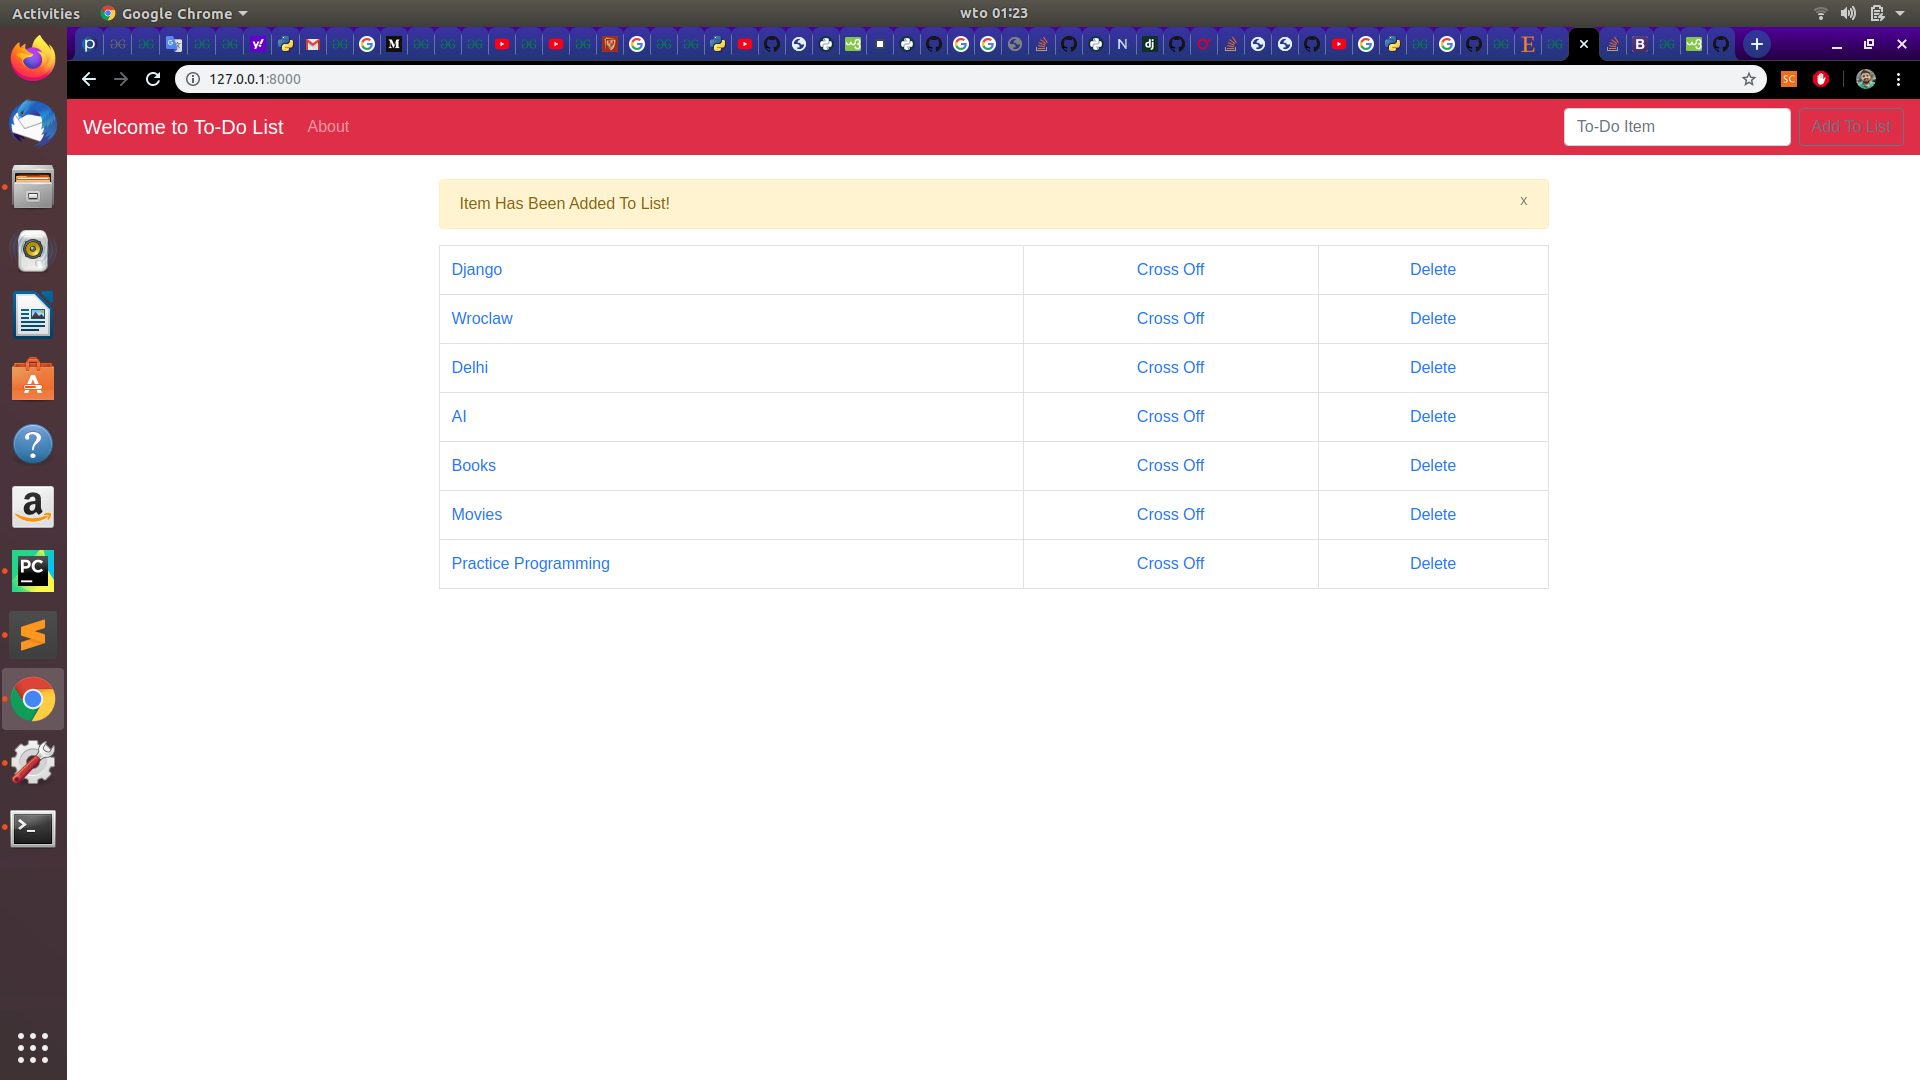 Activities Google Chrome wto 01:23
127.0.0.1:8000
Welcome to To-Do List About To-Do Item Add To List
Item Has Been Added To List! x
Django Cross Off Delete
Wroclaw Cross Off Delete
Delhi Cross Off Delete
AI Cross Off Delete
Books Cross Off Delete
Movies Cross Off Delete
Practice Programming Cross Off Delete